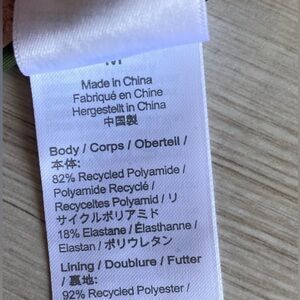 M
Made in China
Fabriqué en Chine
Hergestellt in China
中国製
Body / Corps / Oberteil /
本体:
82% Recycled Polyamide /
Polyamide Recyclé /
Recyceltes Polyamid / リ
サイクルポリアミド
18% Elastane / Élasthanne /
Elastan / ポリウレタン
Lining / Doublure / Futter
/ 裏地:
92% Recycled Polyester /